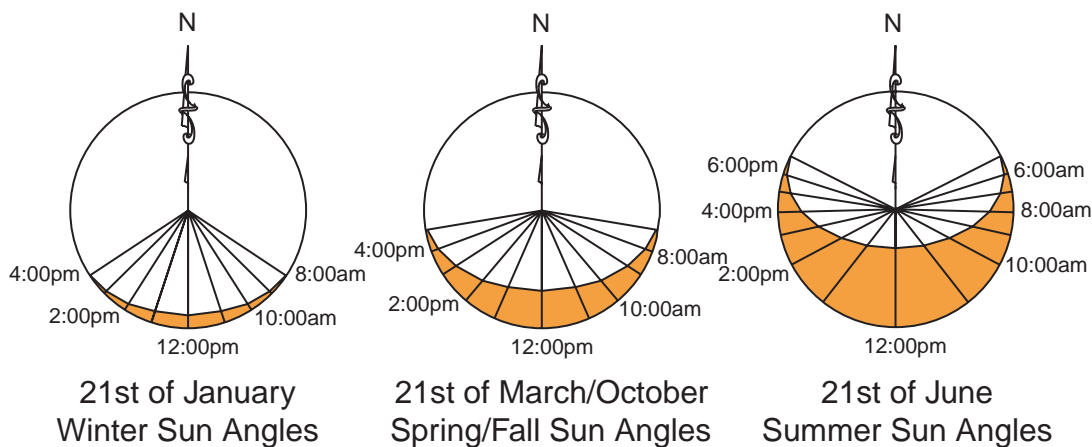 N
4:00pm
8:00am
2:00pm
10:00am
12:00pm
21st of January
Winter Sun Angles
N
4:00pm
8:00am
2:00pm
10:00am
12:00pm
21st of March/October
Spring/Fall Sun Angles
N
6:00pm
6:00am
4:00pm
8:00am
2:00pm
10:00am
12:00pm
21st of June
Summer Sun Angles